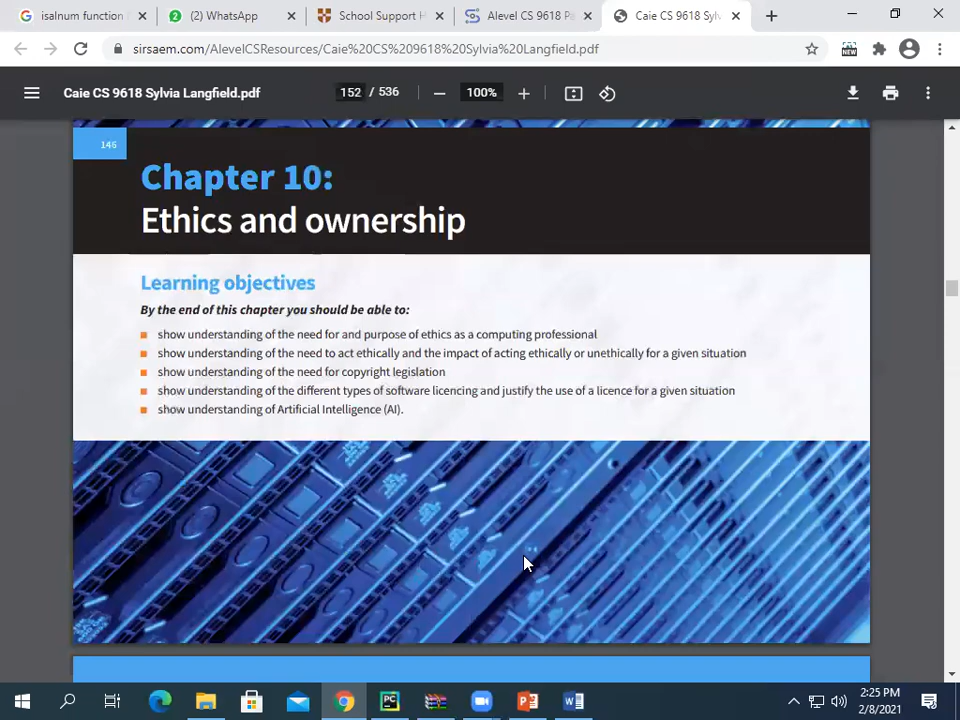 isalnum function
(2) WhatsApp
School Support H
Alevel CS 9618 Pa
Caie CS 9618 Sylv
sirsaem.com/AlevelCSResources/Caie%20CS%209618%20Sylvia%20Langfield.pdf
NEW
Caie CS 9618 Sylvia Langfield.pdf
152 / 536
100%
146
Chapter 10:
Ethics and ownership
Learning objectives
By the end of this chapter you should be able to:
show understanding of the need for and purpose of ethics as a computing professional
show understanding of the need to act ethically and the impact of acting ethically or unethically for a given situation
show understanding of the need for copyright legislation
show understanding of the different types of software licencing and justify the use of a licence for a given situation
show understanding of Artificial Intelligence (AI).
2:25 PM
2/8/2021